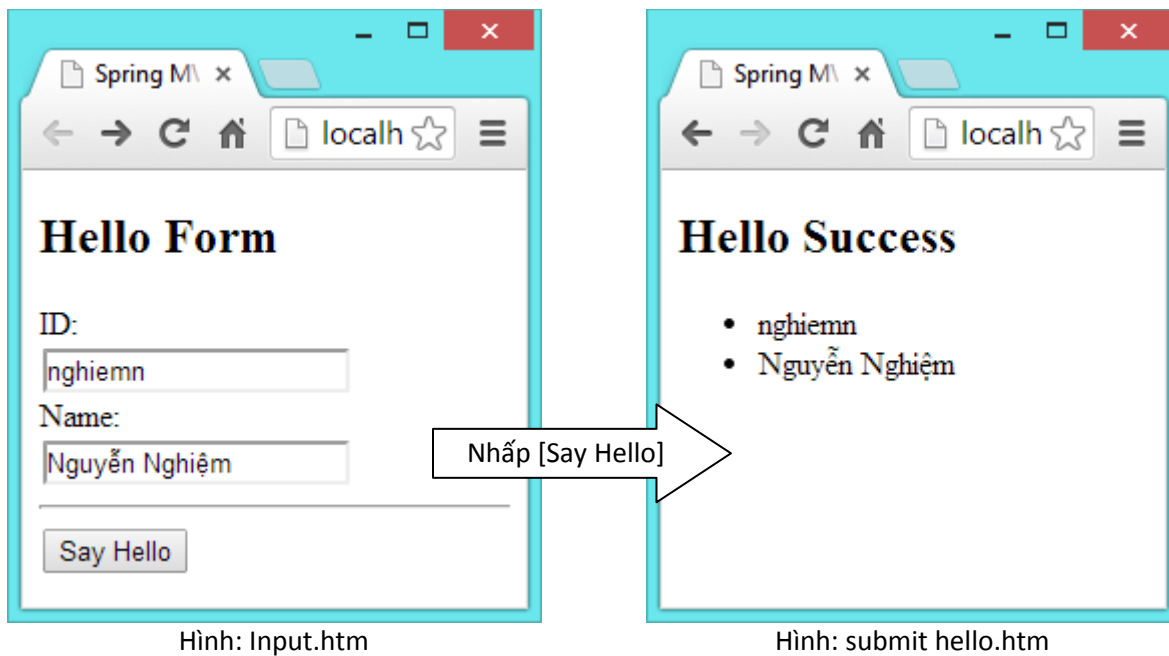 Spring M\
localh
Hello Form
ID:
nghiemn
Name:
Nguyễn Nghiệm
Say Hello
Hình: Input.htm
Nhấp [Say Hello]
Spring M\
localh
Hello Success
• nghiemn
• Nguyễn Nghiệm
Hình: submit hello.htm